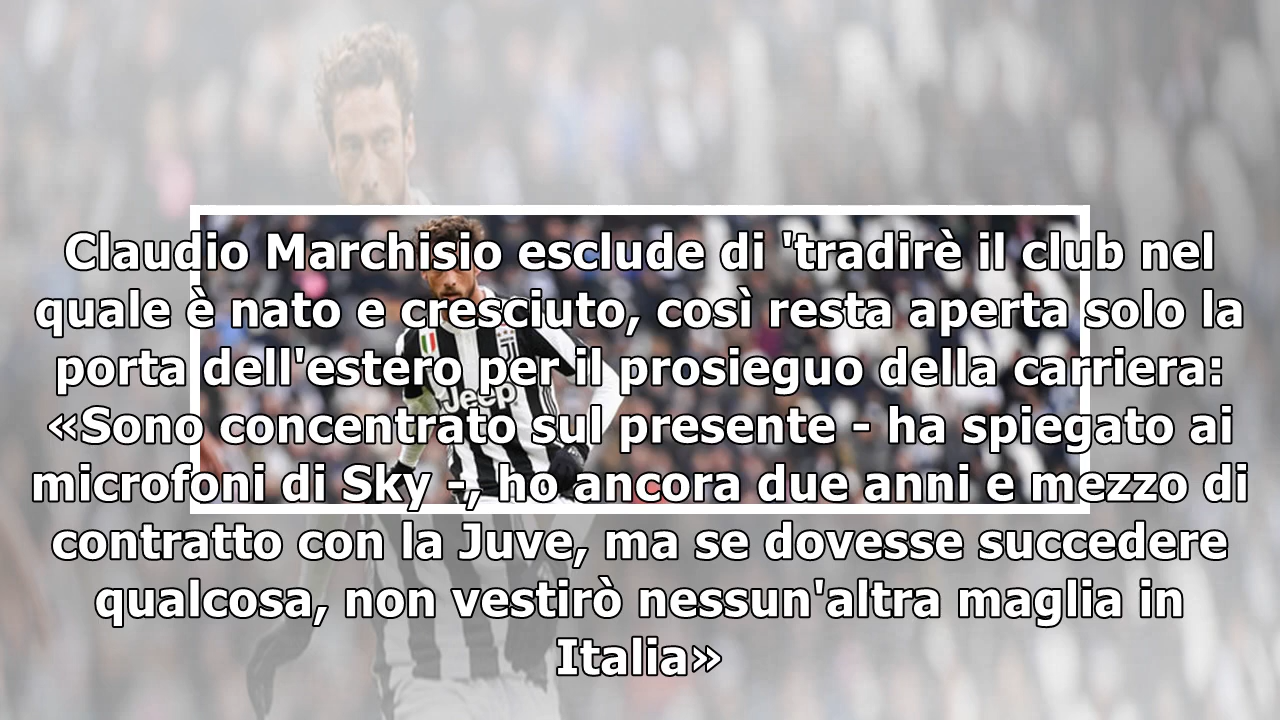 Claudio Marchisio esclude di 'tradirè il club nel
quale è nato e cresciuto, così resta aperta solo la
porta dell'estero per il prosieguo della carriera:
«Sono concentrato sul presente - ha spiegato ai
microfoni di Sky -, ho ancora due anni e mezzo di
contratto con la Juve, ma se dovesse succedere
qualcosa, non vestirò nessun'altra maglia in
Italia»
Jeep